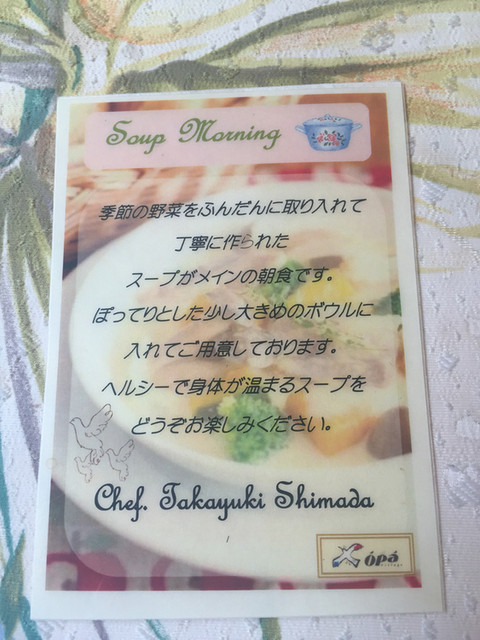 Soup Morning
季節の野菜をふんだんに取り入れて
丁寧に作られた
スープがメインの朝食です。
ぽってりとした少し大きめのボウルに
入れてご用意しております。
ヘルシーで身体が温まるスープを
どうぞお楽しみください。
Chef. Takayuki Shimada
ópá